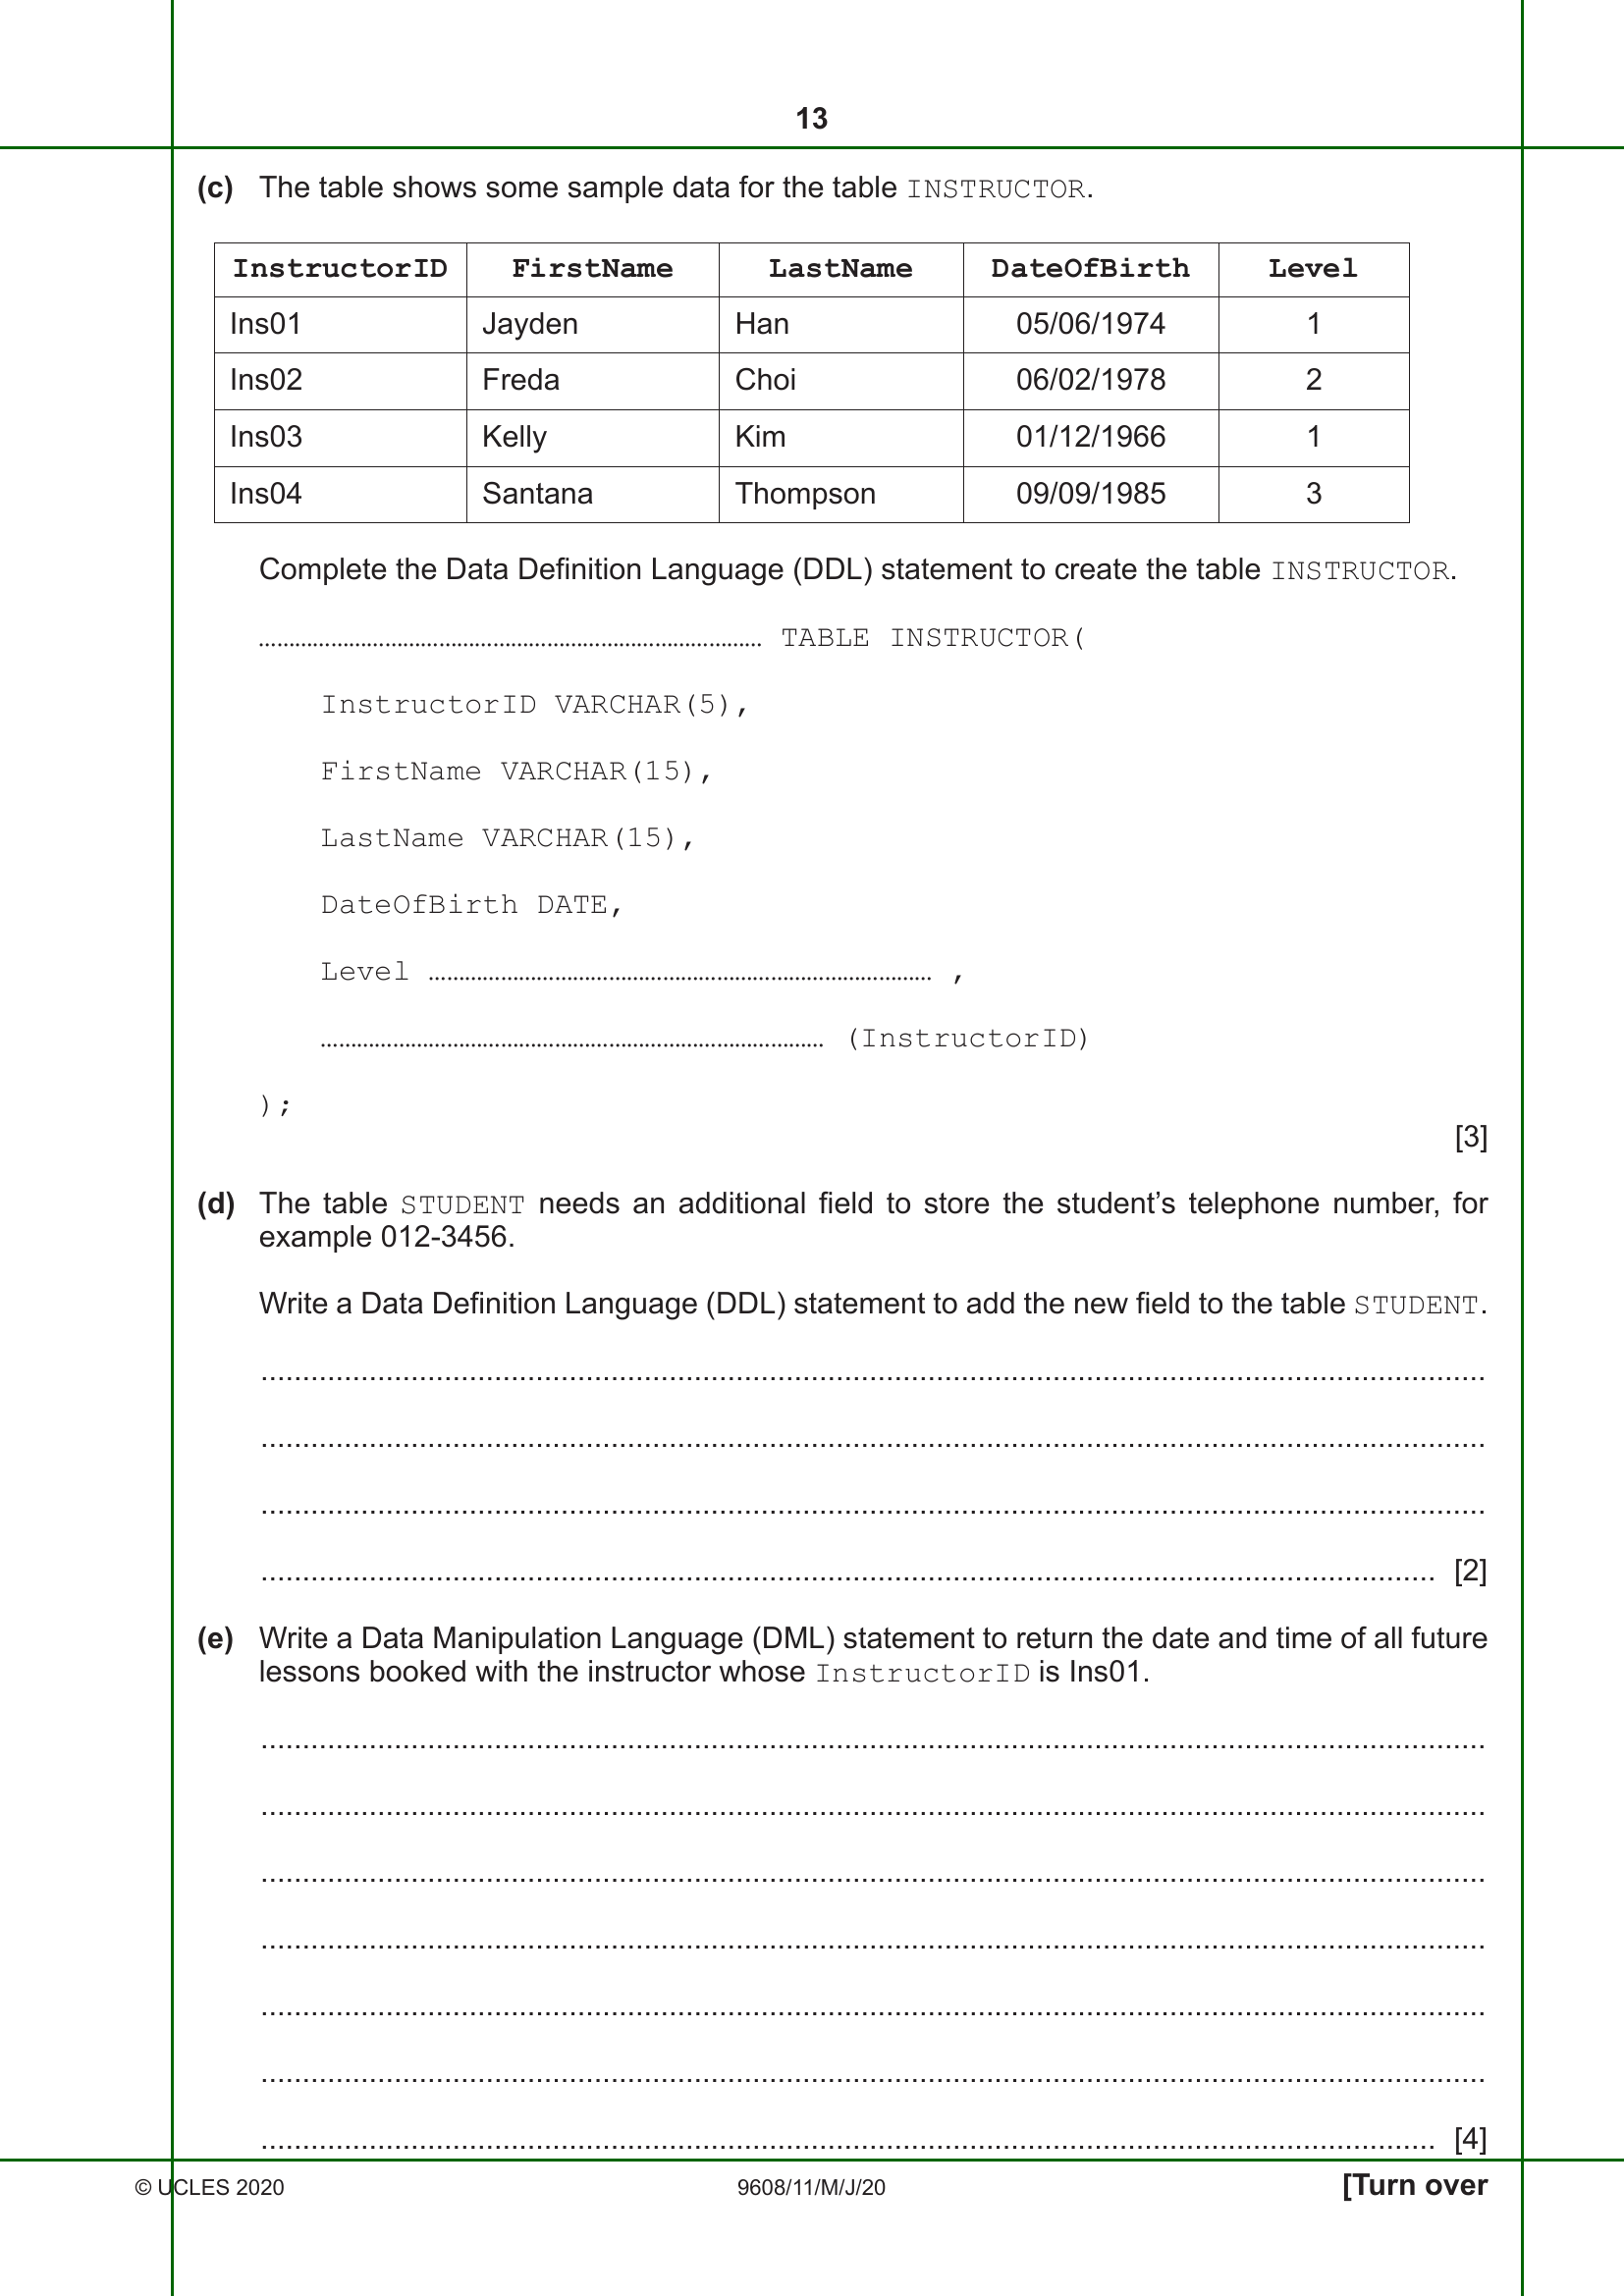 13
(c) The table shows some sample data for the table INSTRUCTOR.
InstructorID FirstName LastName DateOfBirth Level
Ins01 Jayden Han 05/06/1974 1
Ins02 Freda Choi 06/02/1978 2
Ins03 Kelly Kim 01/12/1966 1
Ins04 Santana Thompson 09/09/1985 3
Complete the Data Definition Language (DDL) statement to create the table INSTRUCTOR.
.................................................................................... TABLE INSTRUCTOR(
InstructorID VARCHAR(5),
FirstName VARCHAR(15),
LastName VARCHAR(15),
DateOfBirth DATE,
Level .................................................................................... ,
.................................................................................... (InstructorID)
);
[3]
(d) The table STUDENT needs an additional field to store the student’s telephone number, for
example 012-3456.
Write a Data Definition Language (DDL) statement to add the new field to the table STUDENT.
...................................................................................................................................................
...................................................................................................................................................
...................................................................................................................................................
............................................................................................................................................. [2]
(e) Write a Data Manipulation Language (DML) statement to return the date and time of all future
lessons booked with the instructor whose InstructorID is Ins01.
...................................................................................................................................................
...................................................................................................................................................
...................................................................................................................................................
...................................................................................................................................................
...................................................................................................................................................
...................................................................................................................................................
............................................................................................................................................. [4]
© UCLES 2020 9608/11/M/J/20 [Turn over